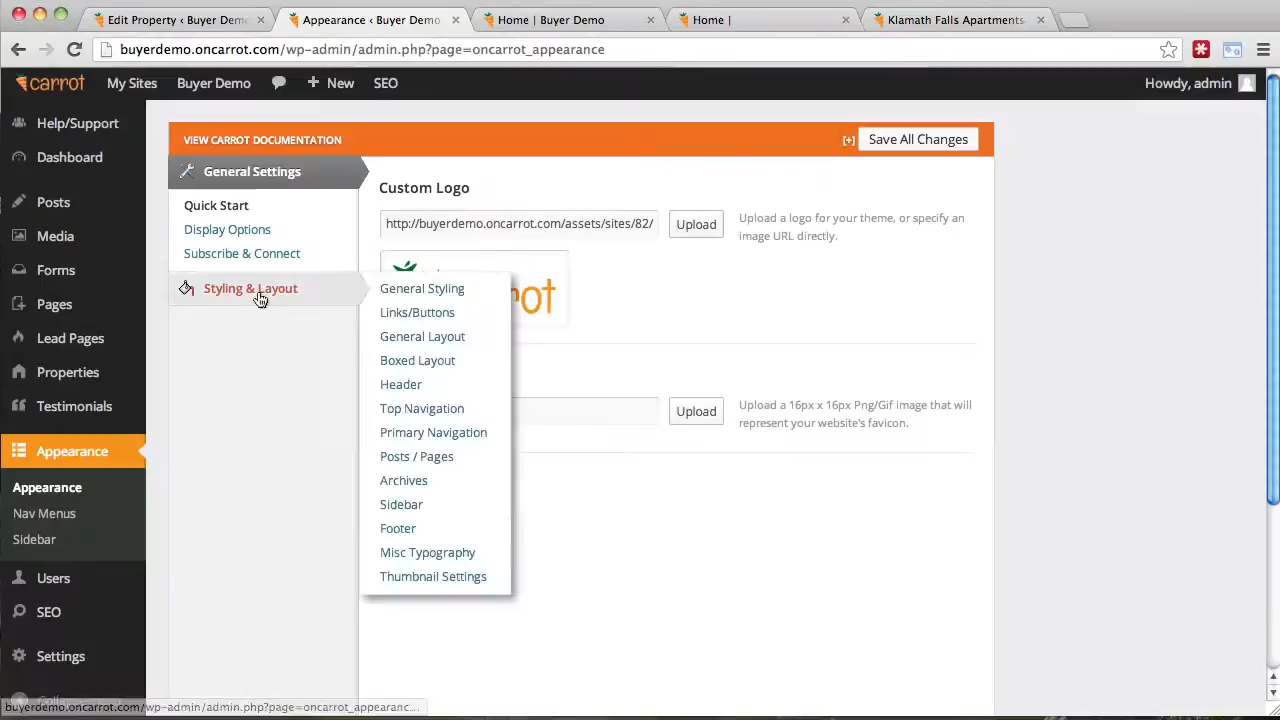 Edit Property ‹ Buyer Dem
Appearance ‹ Buyer Demo
Home | Buyer Demo
Home |
Klamath Falls Apartments
buyerdemo.oncarrot.com/wp-admin/admin.php?page=oncarrot_appearance
carrot
My Sites
Buyer Demo
New
SEO
Howdy, admin
Help/Support
Dashboard
Posts
Media
Forms
Pages
Lead Pages
Properties
Testimonials
Appearance
Appearance
Nav Menus
Sidebar
Users
SEO
Settings
VIEW CARROT DOCUMENTATION
[+]
Save All Changes
General Settings
Quick Start
Display Options
Subscribe & Connect
Styling & Layout
General Styling
Links/Buttons
General Layout
Boxed Layout
Header
Top Navigation
Primary Navigation
Posts / Pages
Archives
Sidebar
Footer
Misc Typography
Thumbnail Settings
Custom Logo
http://buyerdemo.oncarrot.com/assets/sites/82/
Upload
Upload a logo for your theme, or specify an
image URL directly.
rot
Upload
Upload a 16px x 16px Png/Gif image that will
represent your website's favicon.
buyerdemo.oncarrot.com/wp-admin/admin.php?page=oncarrot_appearanc...